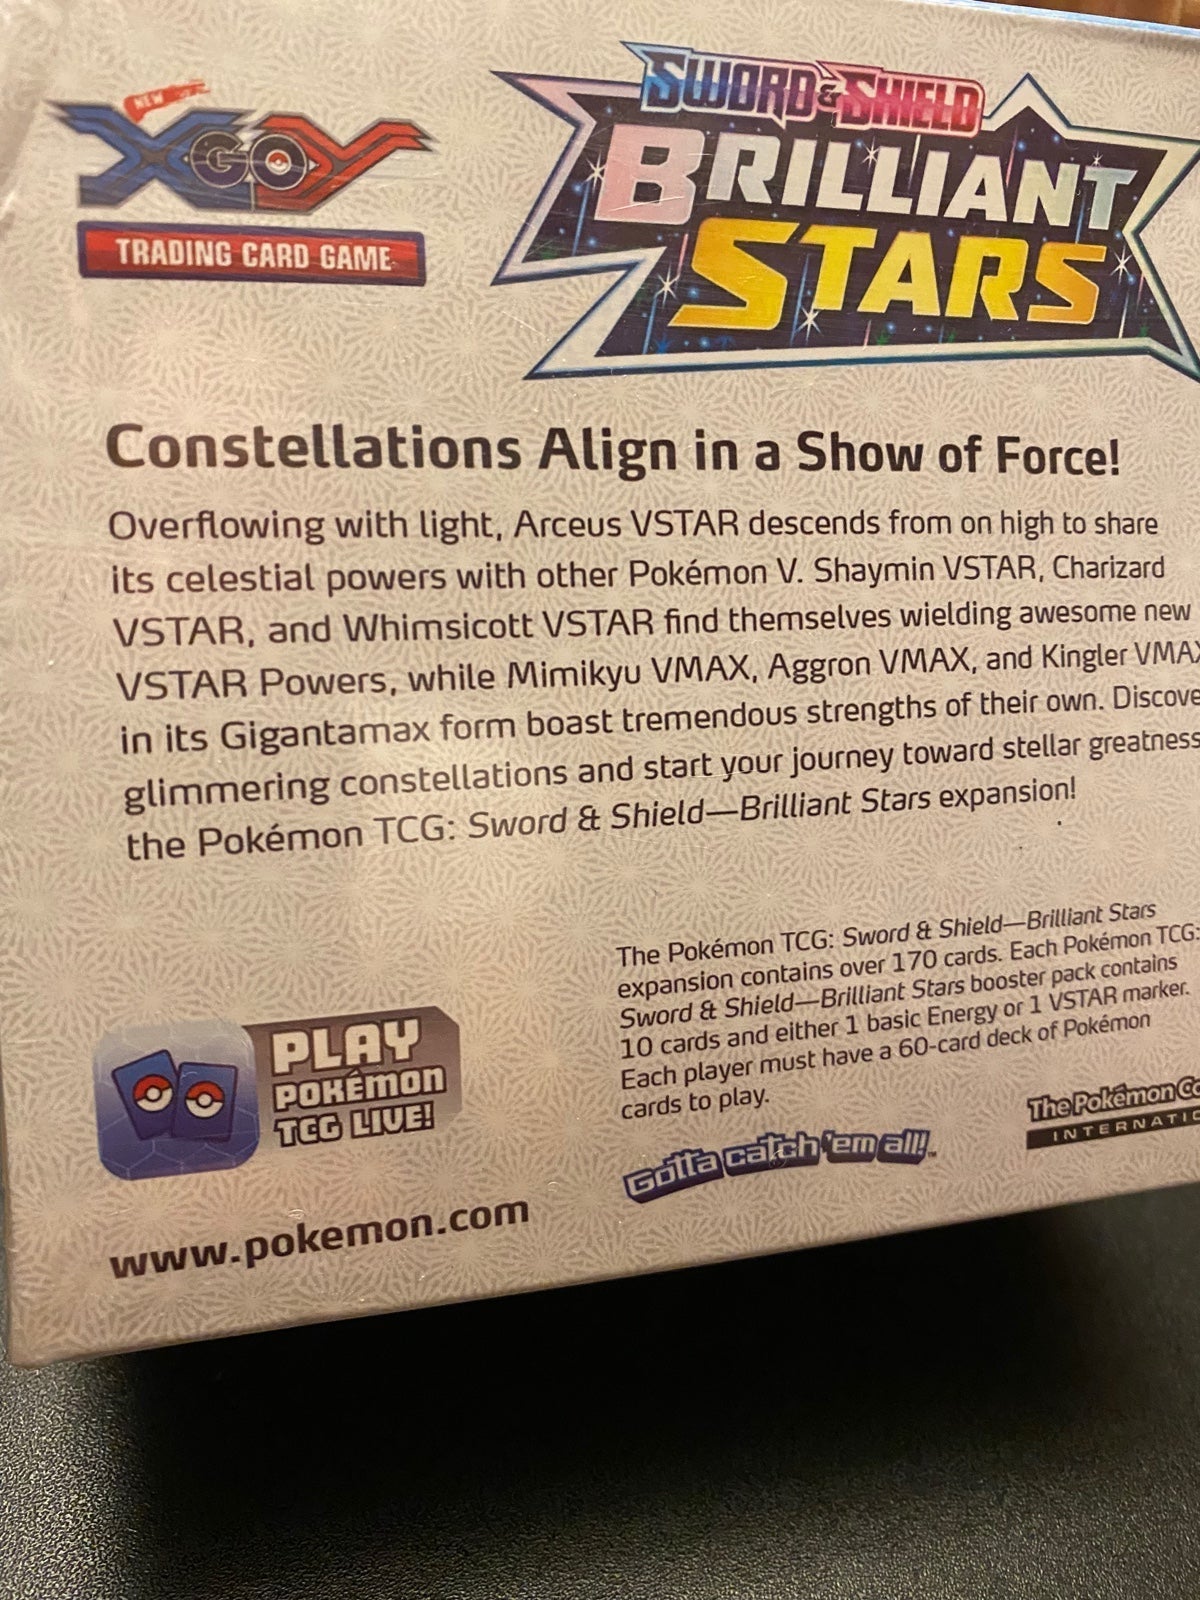 NEW
XGOY
TRADING CARD GAME
SWORD & SHIELD
BRILLIANT
STARS
Constellations Align in a Show of Force!
Overflowing with light, Arceus VSTAR descends from on high to share
its celestial powers with other Pokémon V. Shaymin VSTAR, Charizard
VSTAR, and Whimsicott VSTAR find themselves wielding awesome new
VSTAR Powers, while Mimikyu VMAX, Aggron VMAX, and Kingler VMAX
in its Gigantamax form boast tremendous strengths of their own. Discove
glimmering constellations and start your journey toward stellar greatness
the Pokémon TCG: Sword & Shield—Brilliant Stars expansion!
The Pokémon TCG: Sword & Shield—Brilliant Stars
expansion contains over 170 cards. Each Pokémon TCG:
Sword & Shield—Brilliant Stars booster pack contains
10 cards and either 1 basic Energy or 1 VSTAR marker.
Each player must have a 60-card deck of Pokémon
cards to play.
PLAY
POKÉMON
TCG LIVE!
Gotta catch 'em all!™
The Pokémon Co
INTERNATIO
www.pokemon.com